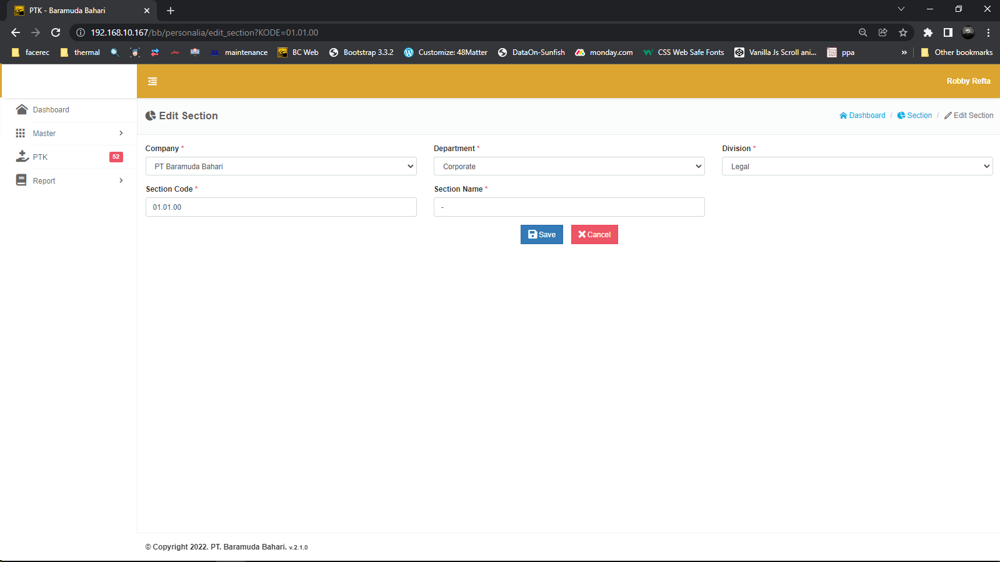 PTK - Baramuda Bahari
192.168.10.167/bb/personalia/edit_section?KODE=01.01.00
facerec thermal maintenance BC Web Bootstrap 3.3.2 Customize: 48Matter DataOn-Sunfish monday.com CSS Web Safe Fonts Vanilla Js Scroll ani... ppa » Other bookmarks
Robby Refta
Dashboard
Master
PTK 52
Report
Edit Section
Dashboard / Section / Edit Section
Company * Department * Division *
PT Baramuda Bahari Corporate Legal
Section Code * Section Name *
01.01.00 -
Save Cancel
© Copyright 2022. PT. Baramuda Bahari. v.2.1.0